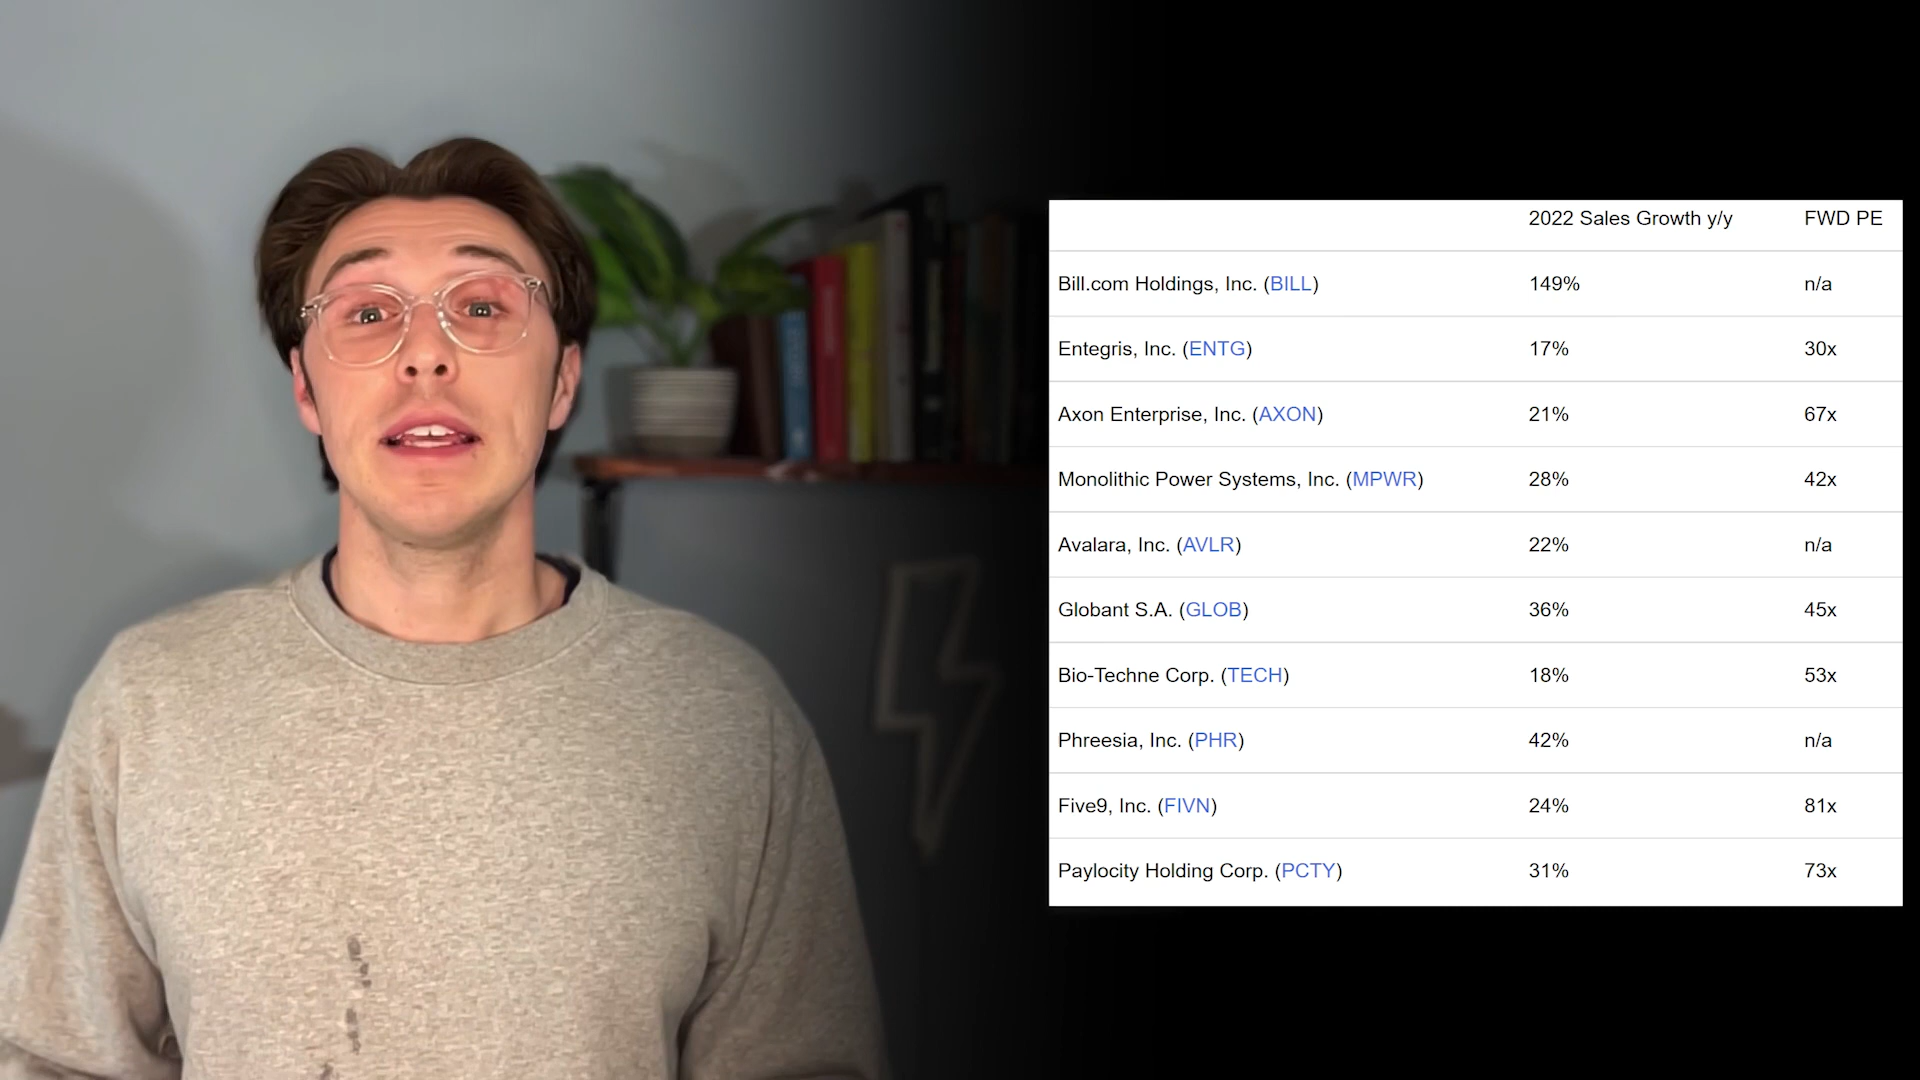 2022 Sales Growth y/y FWD PE
Bill.com Holdings, Inc. (BILL) 149% n/a
Entegris, Inc. (ENTG) 17% 30x
Axon Enterprise, Inc. (AXON) 21% 67x
Monolithic Power Systems, Inc. (MPWR) 28% 42x
Avalara, Inc. (AVLR) 22% n/a
Globant S.A. (GLOB) 36% 45x
Bio-Techne Corp. (TECH) 18% 53x
Phreesia, Inc. (PHR) 42% n/a
Five9, Inc. (FIVN) 24% 81x
Paylocity Holding Corp. (PCTY) 31% 73x